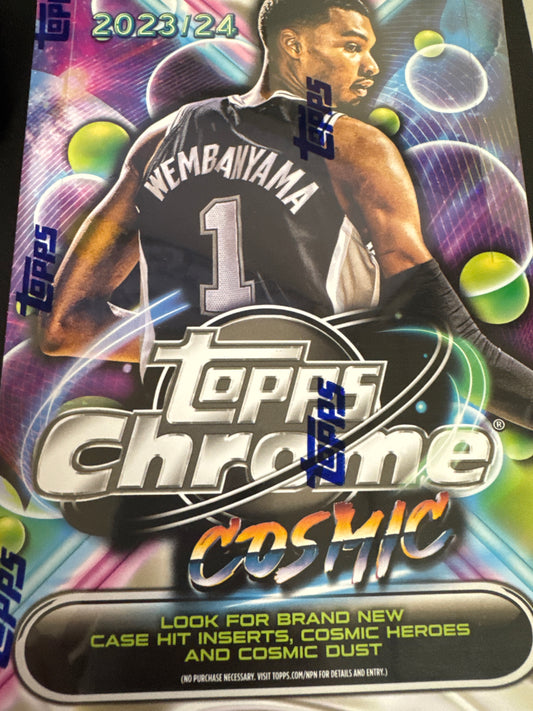 2023/24
Topps
Topps
WEMBANYAMA
1
Topps
Topps
Chrome®
Topps
COSMIC
Topps
LOOK FOR BRAND NEW
CASE HIT INSERTS, COSMIC HEROES
AND COSMIC DUST
(NO PURCHASE NECESSARY. VISIT TOPPS.COM/NPN FOR DETAILS AND ENTRY.)